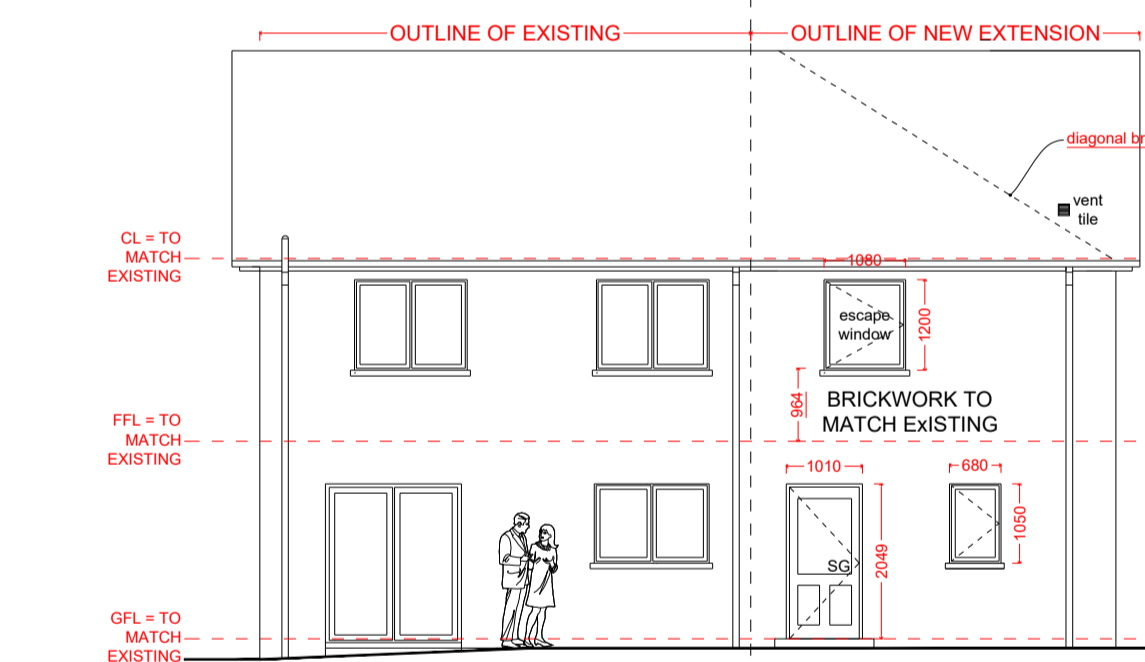 OUTLINE OF EXISTING
OUTLINE OF NEW EXTENSION
diagonal br
vent
tile
CL = TO
MATCH
EXISTING
1080
escape
window
1200
964
BRICKWORK TO
MATCH ExISTING
FFL = TO
MATCH
EXISTING
1010
680
1050
2049
SG
GFL = TO
MATCH
EXISTING